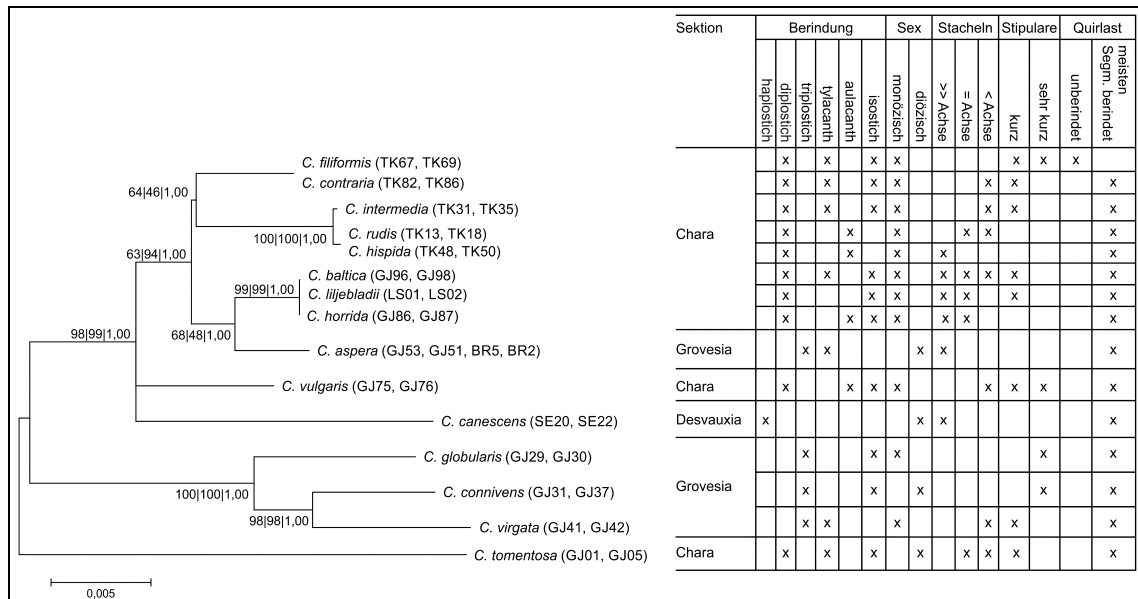 Sektion Berindung Sex Stacheln Stipulare Quirlast
haplostich diplostich triplostich tylacanth aulacanth isostich monözisch diözisch >> Achse = Achse < Achse kurz sehr kurz unberindet meisten Segm. berindet
C. filiformis (TK67, TK69) x x x x x x x
64|46|1,00
C. contraria (TK82, TK86) x x x x x x x
C. intermedia (TK31, TK35) x x x x x x x
Chara
C. rudis (TK13, TK18) x x x x x x
100|100|1,00
C. hispida (TK48, TK50) x x x x x
63|94|1,00
C. baltica (GJ96, GJ98) x x x x x x x x x
99|99|1,00
C. liljebladii (LS01, LS02) x x x x x x x
C. horrida (GJ86, GJ87) x x x x x x x
98|99|1,00
68|48|1,00
C. aspera (GJ53, GJ51, BR5, BR2) Grovesia x x x x x
C. vulgaris (GJ75, GJ76) Chara x x x x x x x x
C. canescens (SE20, SE22) Desvauxia x x x x
C. globularis (GJ29, GJ30) x x x x x
100|100|1,00
Grovesia
C. connivens (GJ31, GJ37) x x x x x
98|98|1,00
C. virgata (GJ41, GJ42) x x x x x x
C. tomentosa (GJ01, GJ05) Chara x x x x x x x x
0,005